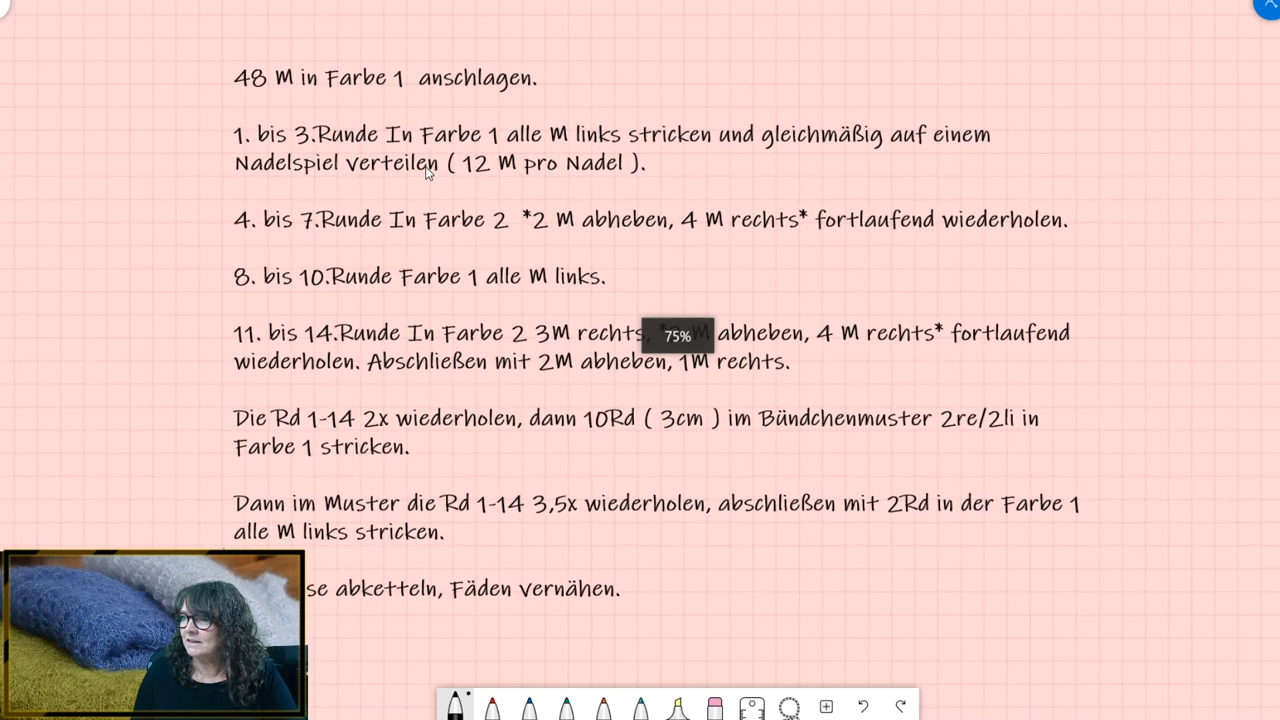 48 M in Farbe 1 anschlagen.
1. bis 3.Runde In Farbe 1 alle M links stricken und gleichmäßig auf einem
Nadelspiel verteilen ( 12 M pro Nadel ).
4. bis 7.Runde In Farbe 2 *2 M abheben, 4 M rechts* fortlaufend wiederholen.
8. bis 10.Runde Farbe 1 alle M links.
11. bis 14.Runde In Farbe 2 3M rechts, M abheben, 4 M rechts* fortlaufend
75%
wiederholen. Abschließen mit 2M abheben, 1M rechts.
Die Rd 1-14 2x wiederholen, dann 10Rd ( 3cm ) im Bündchenmuster 2re/2li in
Farbe 1 stricken.
Dann im Muster die Rd 1-14 3,5x wiederholen, abschließen mit 2Rd in der Farbe 1
alle M links stricken.
abketteln, Fäden vernähen.